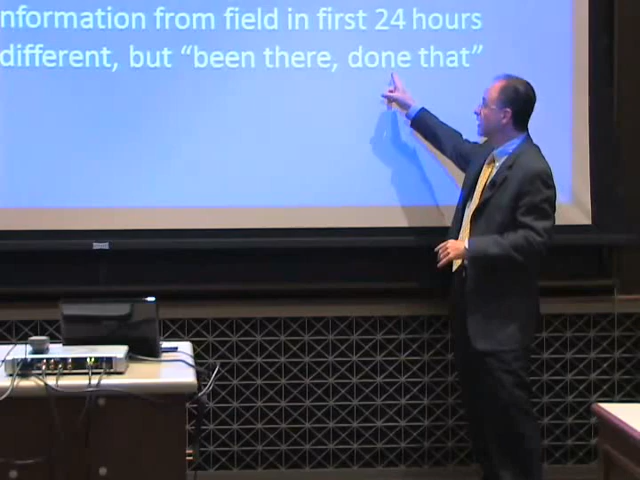 nformation from field in first 24 hours
different, but “been there, done that”